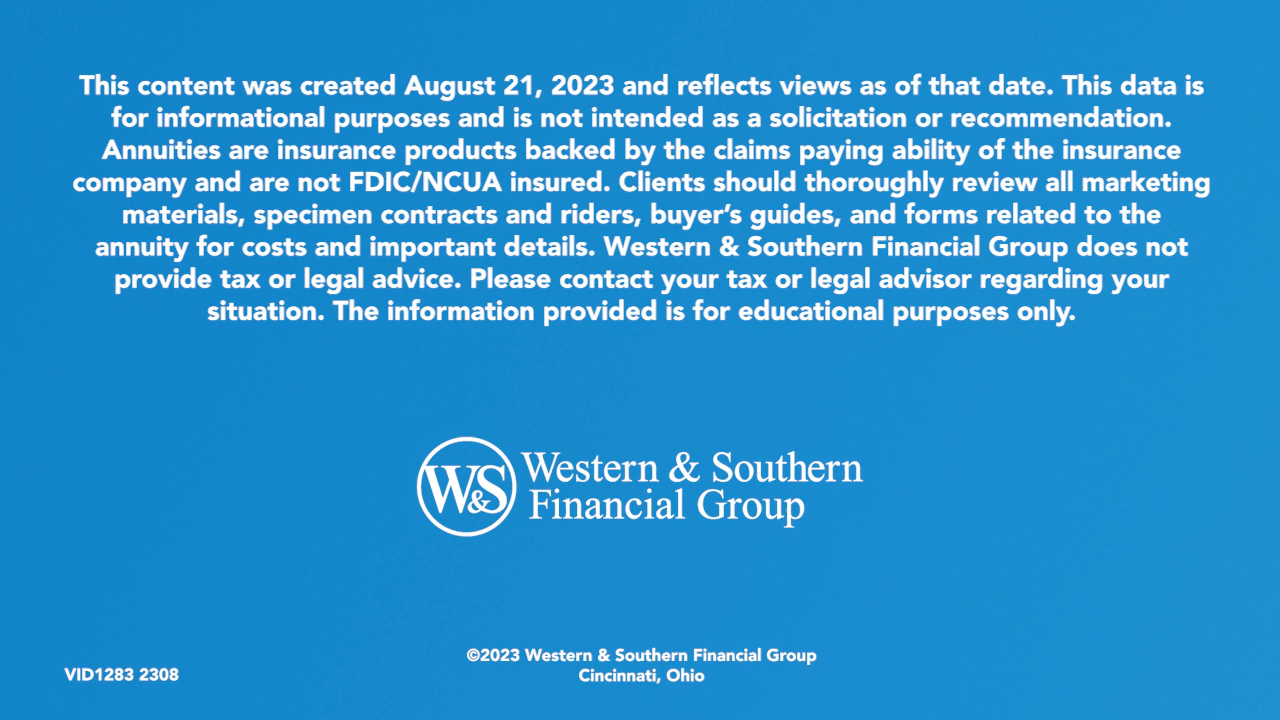 This content was created August 21, 2023 and reflects views as of that date. This data is
for informational purposes and is not intended as a solicitation or recommendation.
Annuities are insurance products backed by the claims paying ability of the insurance
company and are not FDIC/NCUA insured. Clients should thoroughly review all marketing
materials, specimen contracts and riders, buyer’s guides, and forms related to the
annuity for costs and important details. Western & Southern Financial Group does not
provide tax or legal advice. Please contact your tax or legal advisor regarding your
situation. The information provided is for educational purposes only.
W&S
Western & Southern
Financial Group
©2023 Western & Southern Financial Group
Cincinnati, Ohio
VID1283 2308